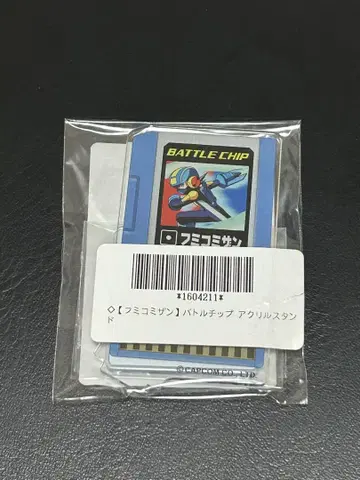 BATTLE CHIP
フミコミザン
*1604211*
◇【フミコミザン】バトルチップ アクリルスタン
ド
©CAPCOM CO., LTD.